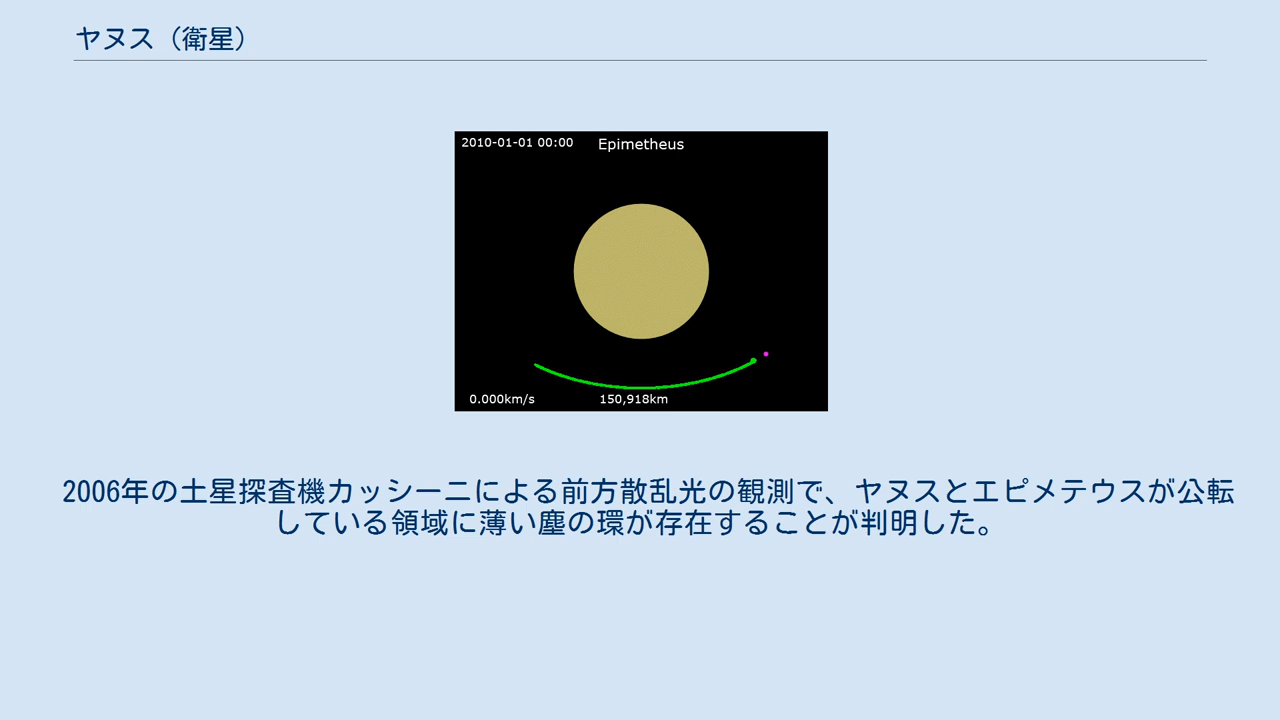 ヤヌス（衛星）
2010-01-01 00:00
Epimetheus
0.000km/s
150,918km
2006年の土星探査機カッシーニによる前方散乱光の観測で、ヤヌスとエピメテウスが公転
している領域に薄い塵の環が存在することが判明した。